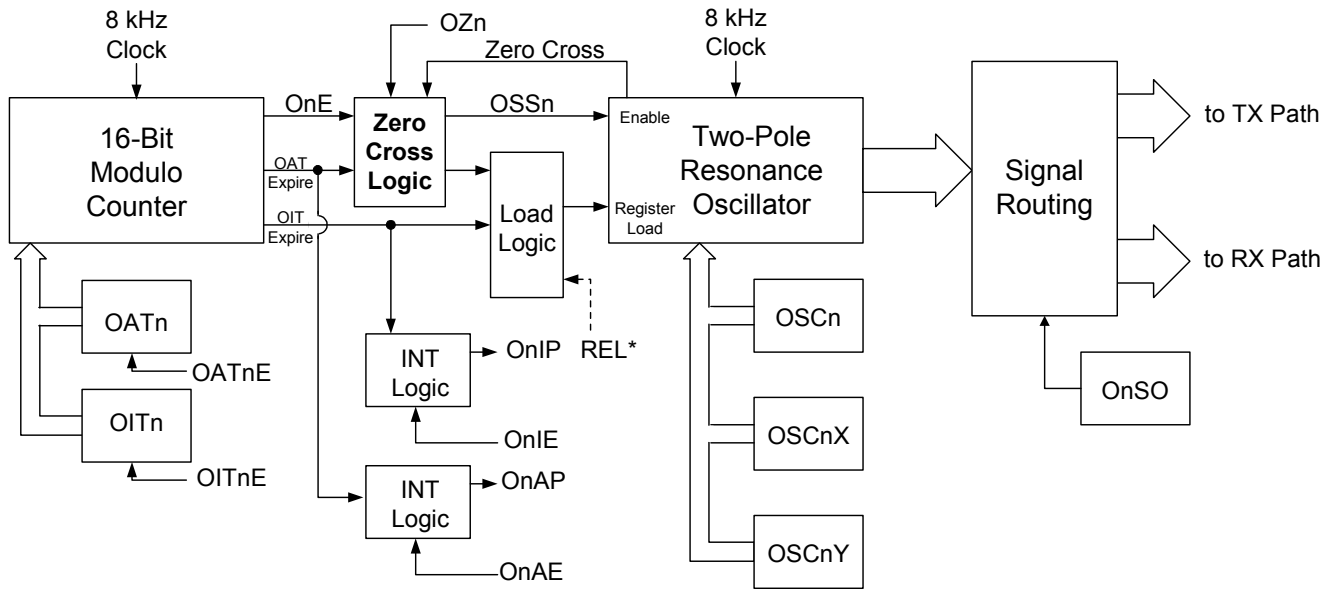 8 kHz
Clock
OZn
Zero Cross
8 kHz
Clock
16-Bit
Modulo
Counter
OnE
OAT
Expire
OIT
Expire
Zero
Cross
Logic
OSSn
Load
Logic
Enable
Register
Load
Two-Pole
Resonance
Oscillator
Signal
Routing
to TX Path
to RX Path
OATn
OATnE
OITn
OITnE
INT
Logic
OnIP
OnIE
REL*
INT
Logic
OnAP
OnAE
OSCn
OSCnX
OSCnY
OnSO